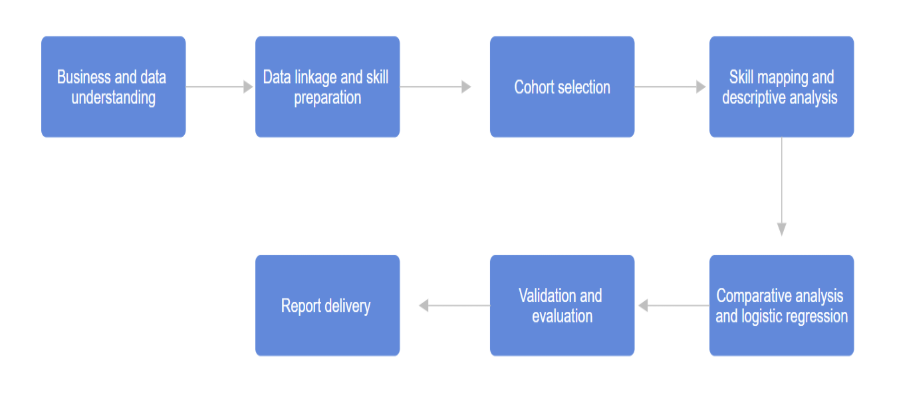 Business and data
understanding
Data linkage and skill
preparation
Cohort selection
Skill mapping and
descriptive analysis
Comparative analysis
and logistic regression
Validation and
evaluation
Report delivery